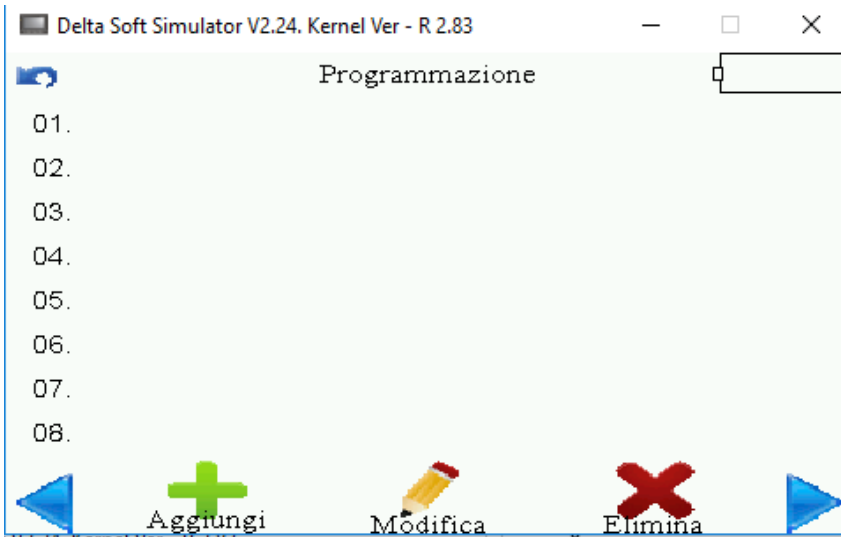 Delta Soft Simulator V2.24. Kernel Ver - R 2.83
Programmazione
01.
02.
03.
04.
05.
06.
07.
08.
Aggiungi Modifica Elimina